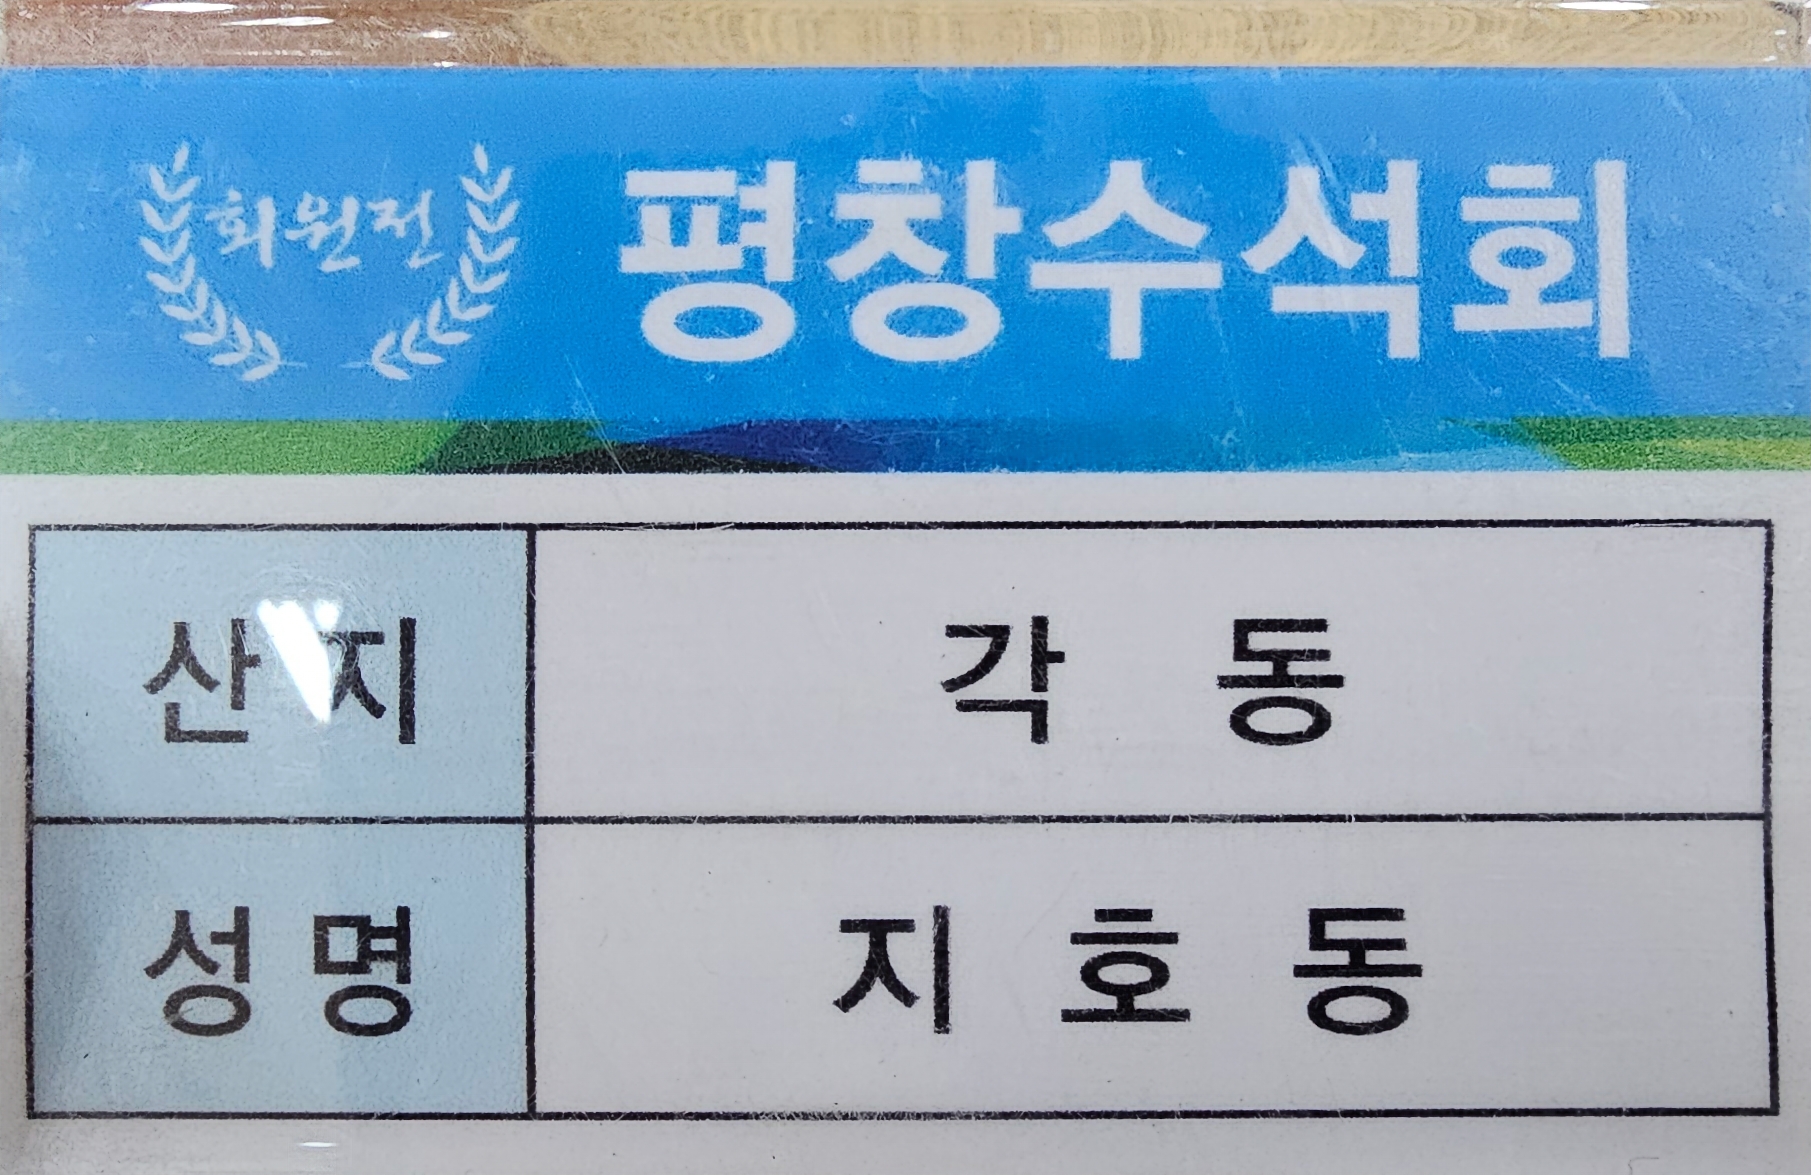 회원전 평창수석회
산지 각동
성명 지호동